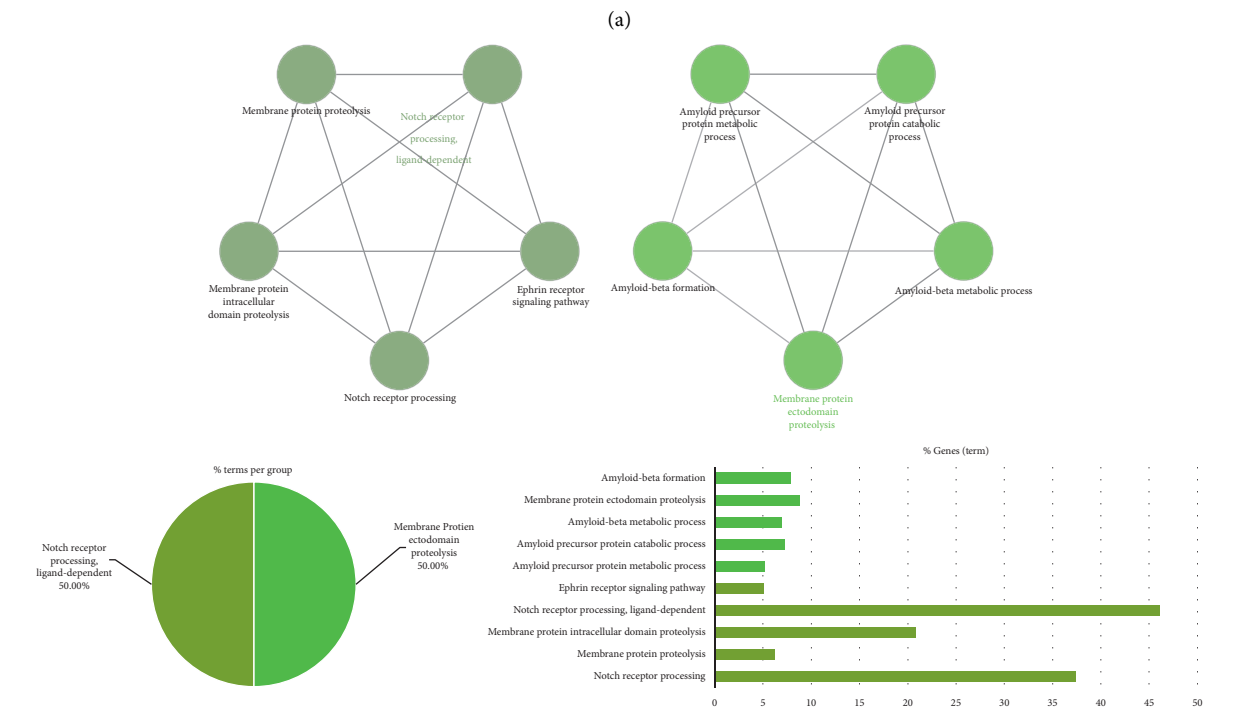 (a)
Membrane protein proteolysis
Notch receptor
processing,
ligand-dependent
Membrane protein
intracellular
domain proteolysis
Ephrin receptor
signaling pathway
Notch receptor processing
Amyloid precursor
protein metabolic
process
Amyloid precursor
protein catabolic
process
Amyloid-beta formation
Amyloid-beta metabolic process
Membrane protein
ectodomain
proteolysis
% terms per group
Notch receptor
processing,
ligand-dependent
50.00%
Membrane Protien
ectodomain
proteolysis
50.00%
% Genes (term)
Amyloid-beta formation
Membrane protein ectodomain proteolysis
Amyloid-beta metabolic process
Amyloid precursor protein catabolic process
Amyloid precursor protein metabolic process
Ephrin receptor signaling pathway
Notch receptor processing, ligand-dependent
Membrane protein intracellular domain proteolysis
Membrane protein proteolysis
Notch receptor processing
0 5 10 15 20 25 30 35 40 45 50